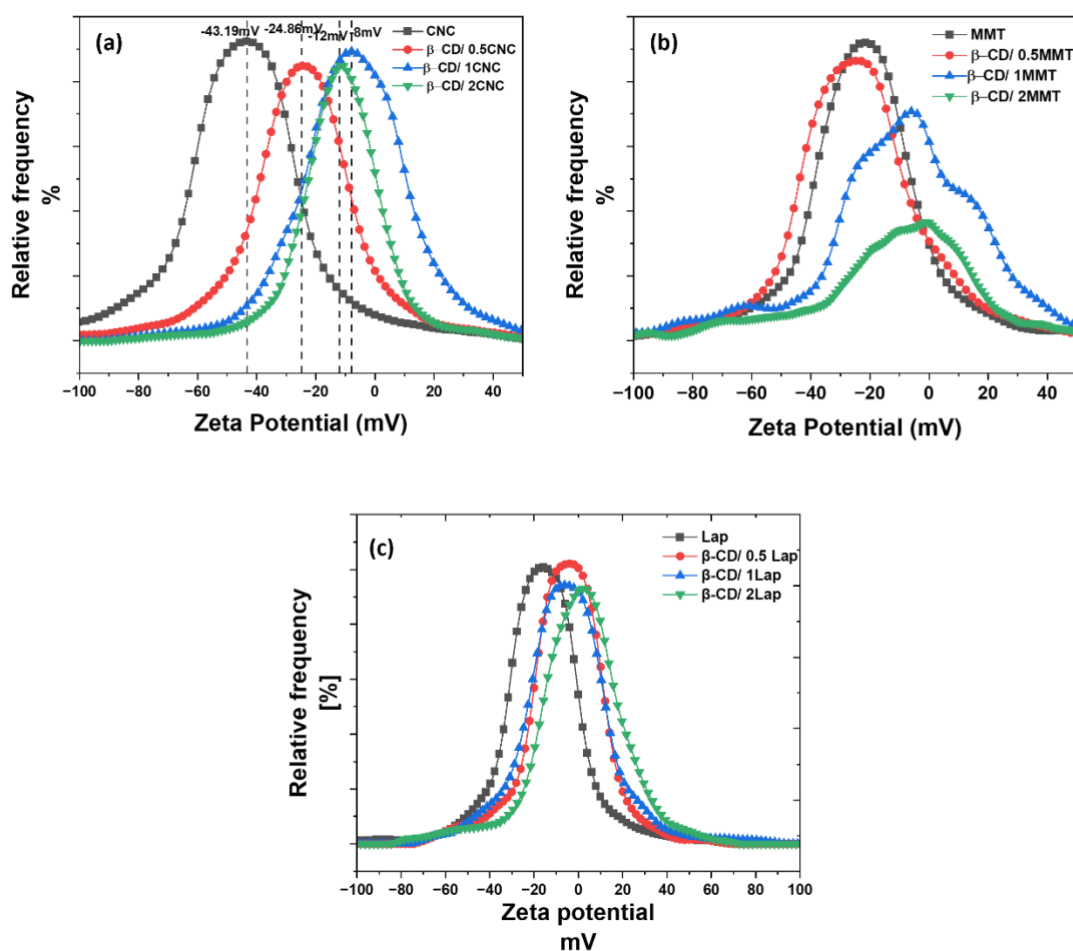 (a)
-43.19mV
-24.86mV
-12mV
-8mV
CNC
β-CD/ 0.5CNC
β-CD/ 1CNC
β-CD/ 2CNC
Relative frequency
%
−100 −80 −60 −40 −20 0 20 40
Zeta Potential (mV)
(b)
MMT
β-CD/ 0.5MMT
β-CD/ 1MMT
β-CD/ 2MMT
Relative frequency
%
−100 −80 −60 −40 −20 0 20 40
Zeta Potential (mV)
(c)
Lap
β-CD/ 0.5 Lap
β-CD/ 1Lap
β-CD/ 2Lap
Relative frequency
[%]
−100 −80 −60 −40 −20 0 20 40 60 80 100
Zeta potential
mV